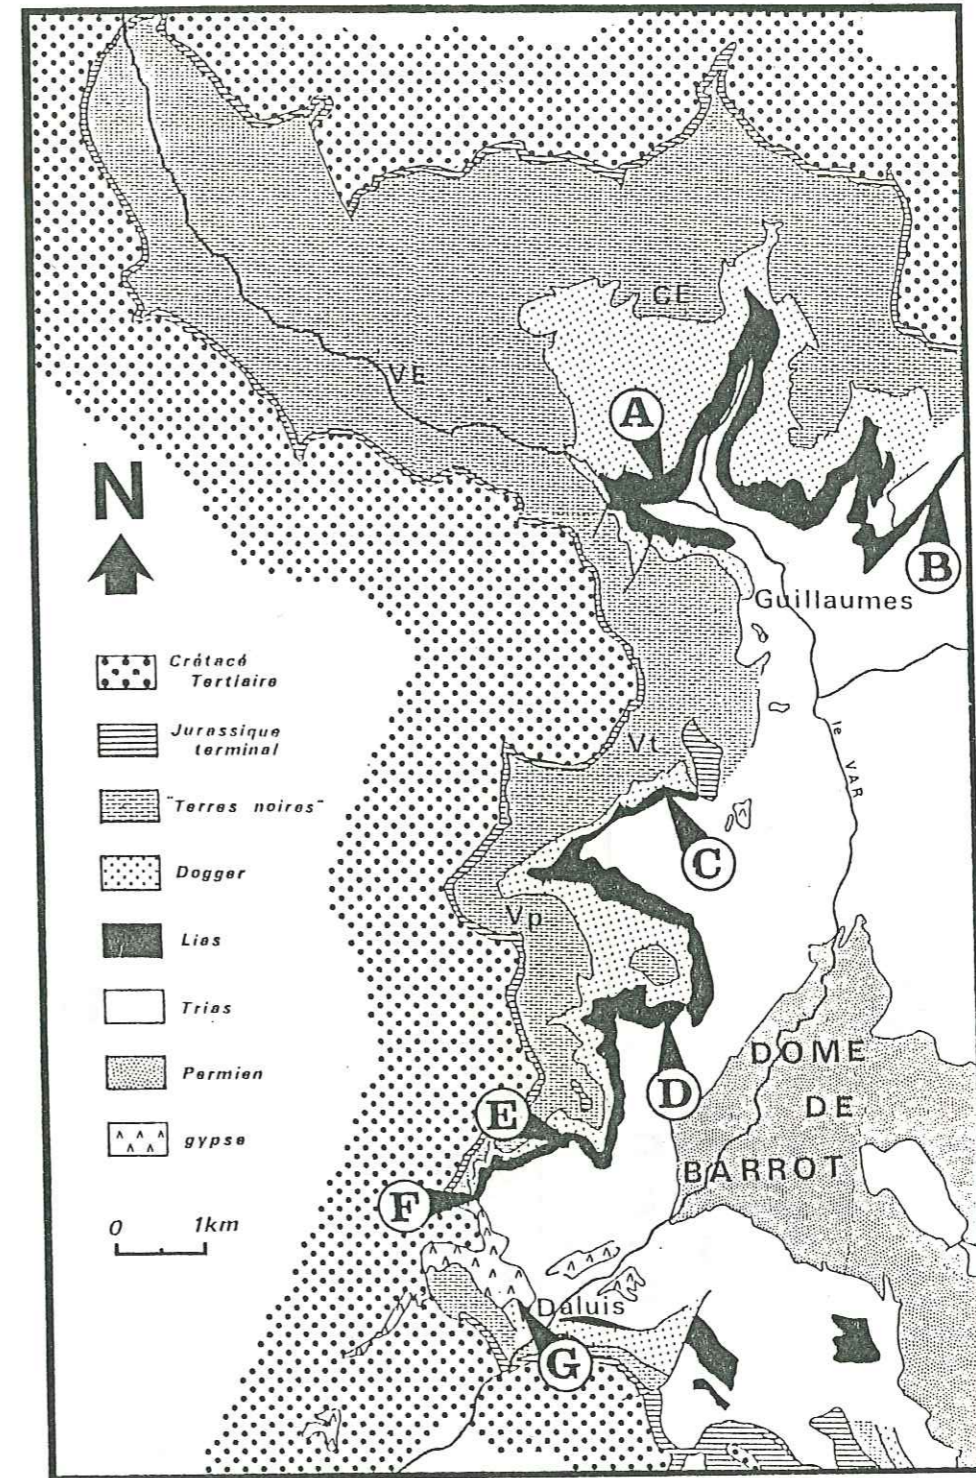 CE
VE
A
N
B
Guillaumes
Crétacé
Tertiaire
Jurassique
terminal
Vt
le VAR
"Terres noires"
C
Dogger
Vp
Lias
Trias
DOME
DE
BARROT
Permien
D
E
gypse
F
0 1km
Daluis
G